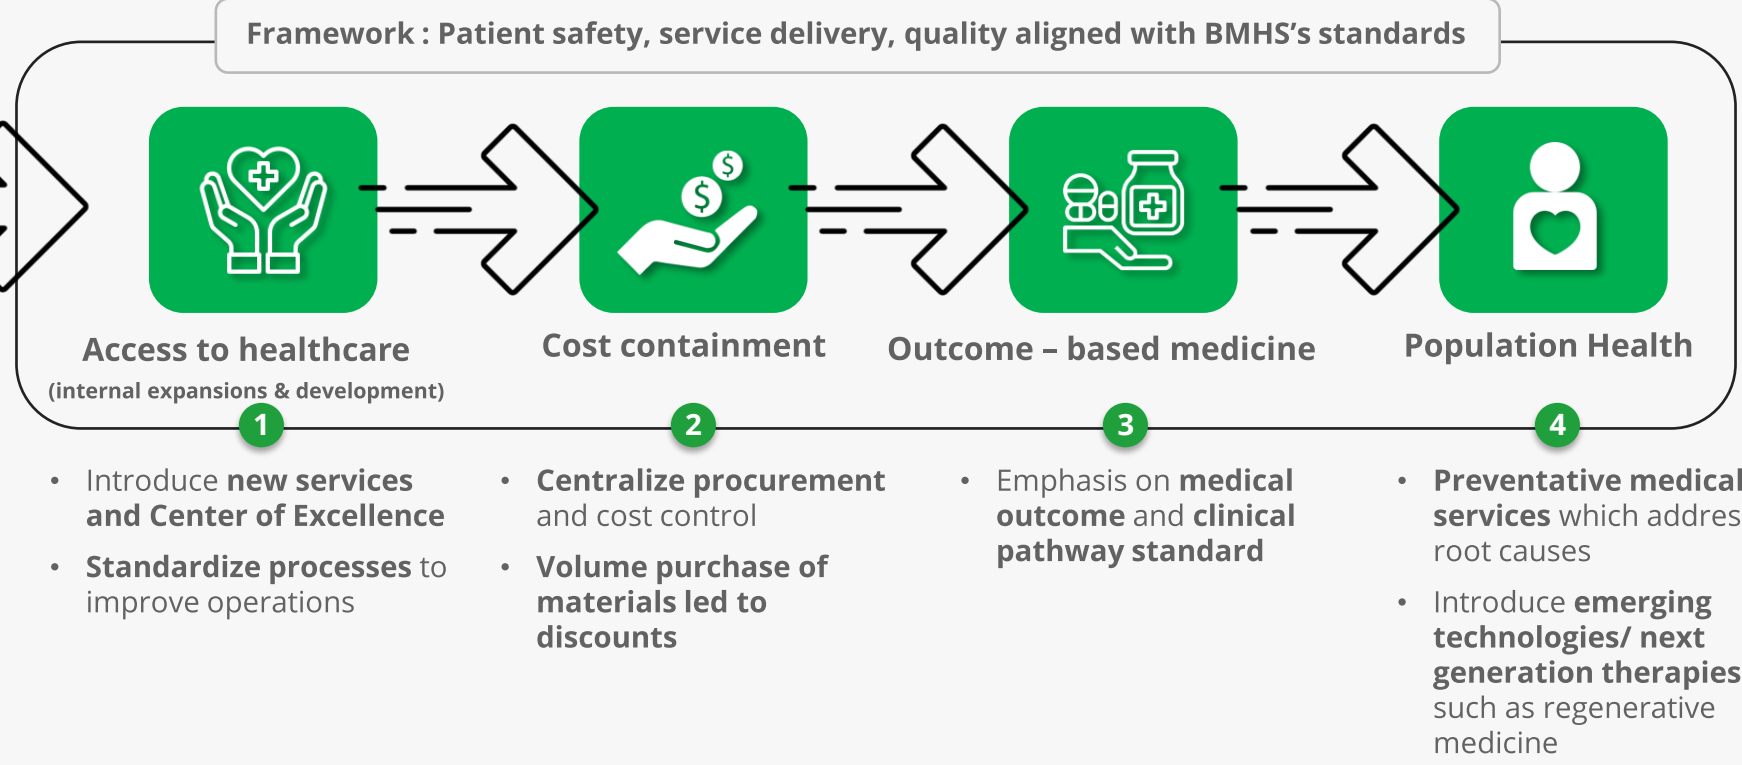 Framework : Patient safety, service delivery, quality aligned with BMHS’s standards
$
$
Access to healthcare
(internal expansions & development)
Cost containment
Outcome – based medicine
Population Health
1
• Introduce new services
and Center of Excellence
• Standardize processes to
improve operations
2
• Centralize procurement
and cost control
• Volume purchase of
materials led to
discounts
3
• Emphasis on medical
outcome and clinical
pathway standard
4
• Preventative medical
services which addres
root causes
• Introduce emerging
technologies/ next
generation therapies
such as regenerative
medicine